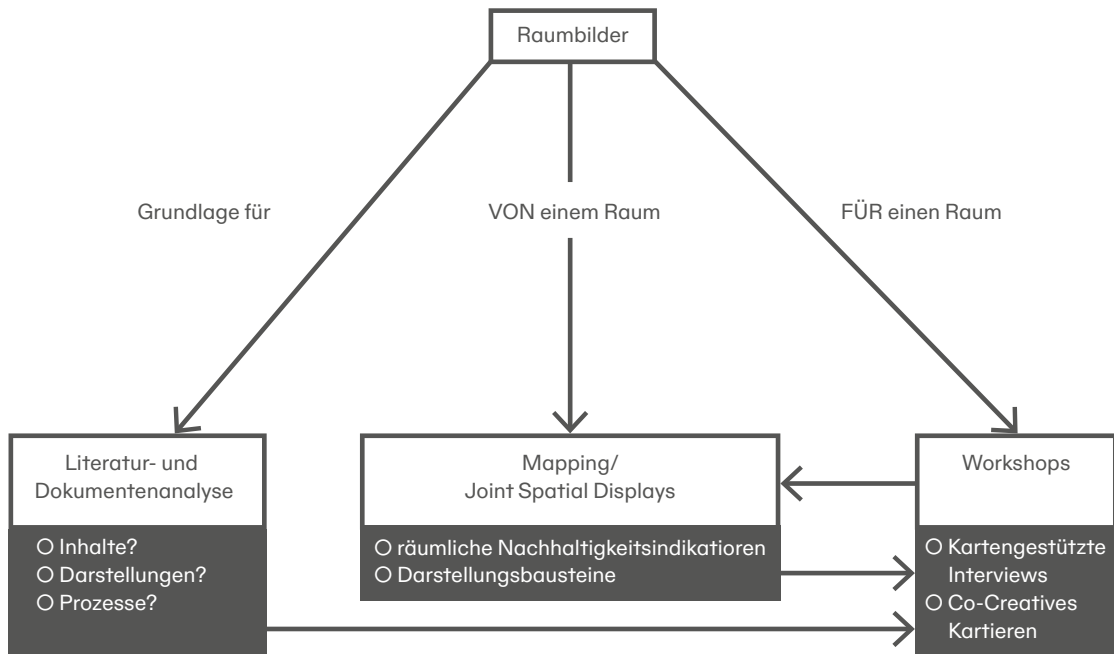 Raumbilder
Grundlage für
VON einem Raum
FÜR einen Raum
Literatur- und
Dokumentenanalyse
○ Inhalte?
○ Darstellungen?
○ Prozesse?
Mapping/
Joint Spatial Displays
○ räumliche Nachhaltigkeitsindikatioren
○ Darstellungsbausteine
Workshops
○ Kartengestützte
Interviews
○ Co-Creatives
Kartieren